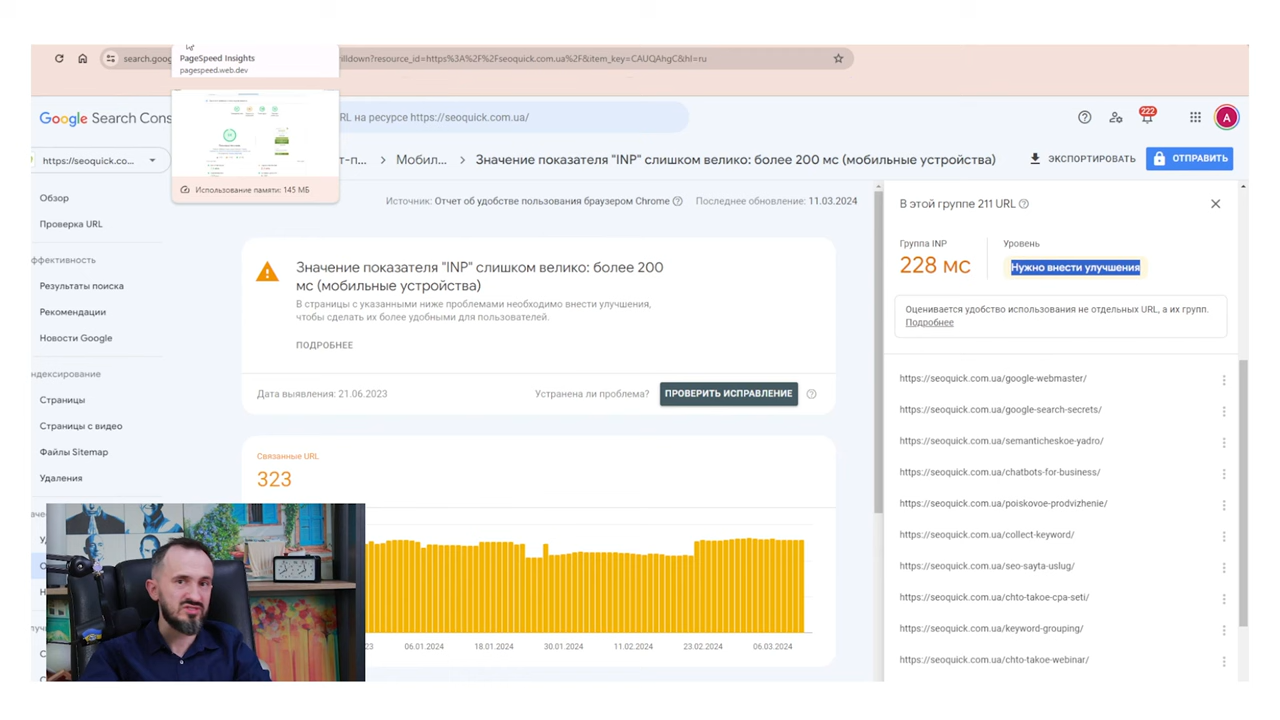 PageSpeed Insights
pagespeed.web.dev
search.goog
rilldown?resource_id=https%3A%2F%2Fseoquick.com.ua%2F&item_key=CAUQAhgC&hl=ru
Использование памяти: 145 МБ
Google Search Cons
RL на ресурсе https://seoquick.com.ua/
222
A
https://seoquick.co...
т-п...
Мобил...
Значение показателя "INP" слишком велико: более 200 мс (мобильные устройства)
ЭКСПОРТИРОВАТЬ
ОТПРАВИТЬ
Обзор
Проверка URL
ффективность
Результаты поиска
Рекомендации
Новости Google
ндексирование
Страницы
Страницы с видео
Файлы Sitemap
Удаления
Источник: Отчет об удобстве пользования браузером Chrome
Последнее обновление: 11.03.2024
Значение показателя "INP" слишком велико: более 200
мс (мобильные устройства)
В страницы с указанными ниже проблемами необходимо внести улучшения,
чтобы сделать их более удобными для пользователей.
ПОДРОБНЕЕ
Дата выявления: 21.06.2023
Устранена ли проблема?
ПРОВЕРИТЬ ИСПРАВЛЕНИЕ
Связанные URL
323
23
06.01.2024
18.01.2024
30.01.2024
11.02.2024
23.02.2024
06.03.2024
В этой группе 211 URL
Группа INP
228 мс
Уровень
Нужно внести улучшения
Оценивается удобство использования не отдельных URL, а их групп.
Подробнее
https://seoquick.com.ua/google-webmaster/
https://seoquick.com.ua/google-search-secrets/
https://seoquick.com.ua/semanticheskoe-yadro/
https://seoquick.com.ua/chatbots-for-business/
https://seoquick.com.ua/poiskovoe-prodvizhenie/
https://seoquick.com.ua/collect-keyword/
https://seoquick.com.ua/seo-sayta-uslug/
https://seoquick.com.ua/chto-takoe-cpa-seti/
https://seoquick.com.ua/keyword-grouping/
https://seoquick.com.ua/chto-takoe-webinar/